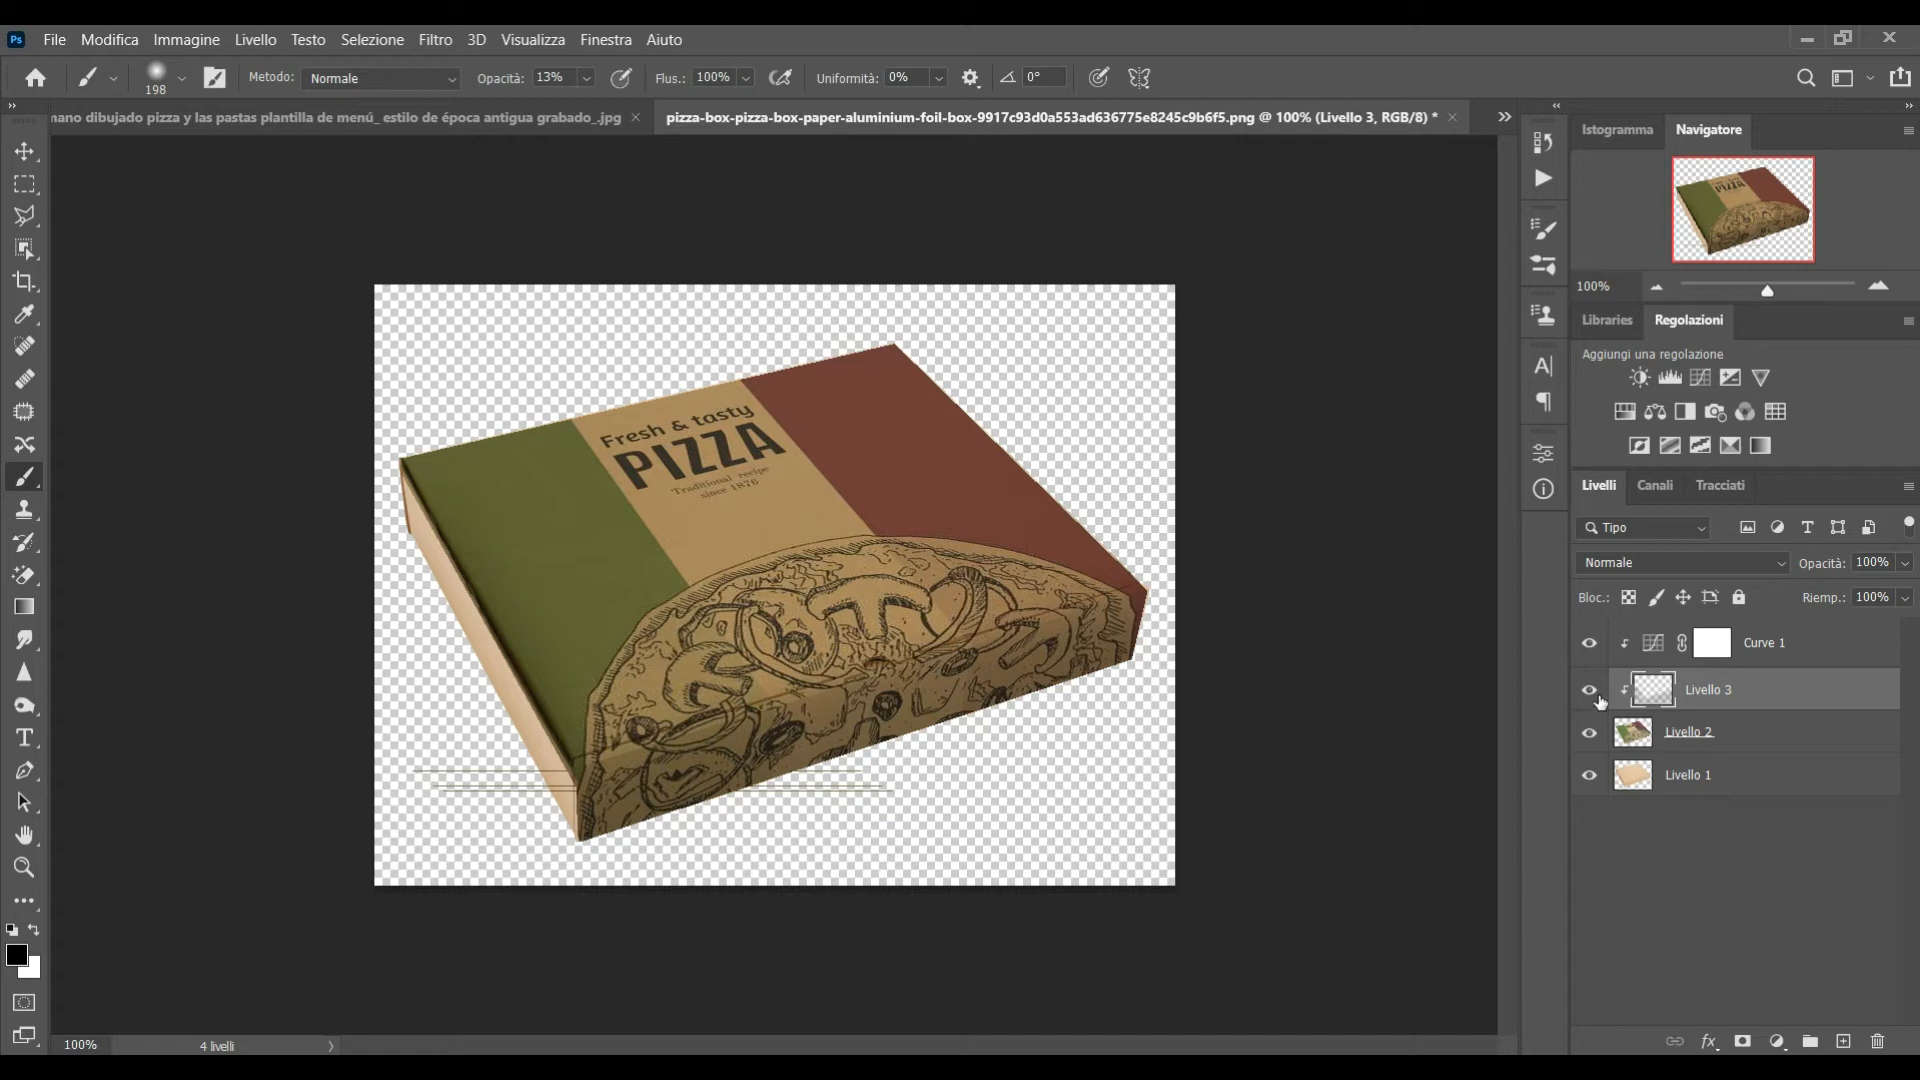 Ps File Modifica Immagine Livello Testo Selezione Filtro 3D Visualizza Finestra Aiuto
198 Metodo: Normale Opacità: 13% Flus.: 100% Uniformità: 0% 0°
mano dibujado pizza y las pastas plantilla de menú_ estilo de época antigua grabado_.jpg
pizza-box-pizza-box-paper-aluminium-foil-box-9917c93d0a553ad636775e8245c9b6f5.png @ 100% (Livello 3, RGB/8) *
Istogramma Navigatore
100%
Libraries Regolazioni
Aggiungi una regolazione
Fresh & tasty
PIZZA
Traditional recipe
since 1876
Livelli Canali Tracciati
Tipo
Normale Opacità: 100%
Bloc.: Riemp.: 100%
Curve 1
Livello 3
Livello 2
Livello 1
fx
100% 4 livelli